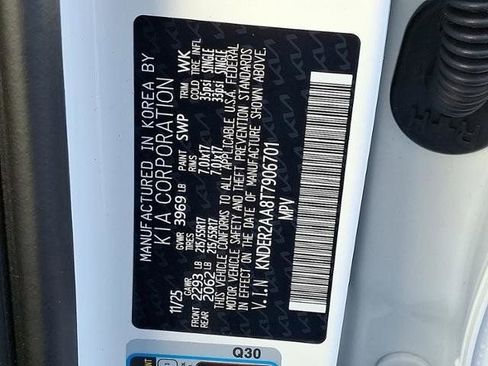 MANUFACTURED IN KOREA BY
KIA CORPORATION
GVWR 3969 LB PAINT SWP TRIM WK
11/25 GAWR TIRES RIMS COLD TIRE INFL
FRONT 2293 LB 215/55R17 7.0Jx17 35psi SINGLE
REAR 2062 LB 215/55R17 7.0Jx17 33psi SINGLE
THIS VEHICLE CONFORMS TO ALL APPLICABLE U.S.A. FEDERAL
MOTOR VEHICLE SAFETY AND THEFT PREVENTION STANDARDS
IN EFFECT ON THE DATE OF MANUFACTURE SHOWN ABOVE.
V.I.N KNDER2AA8T7906701
MPV
Q30